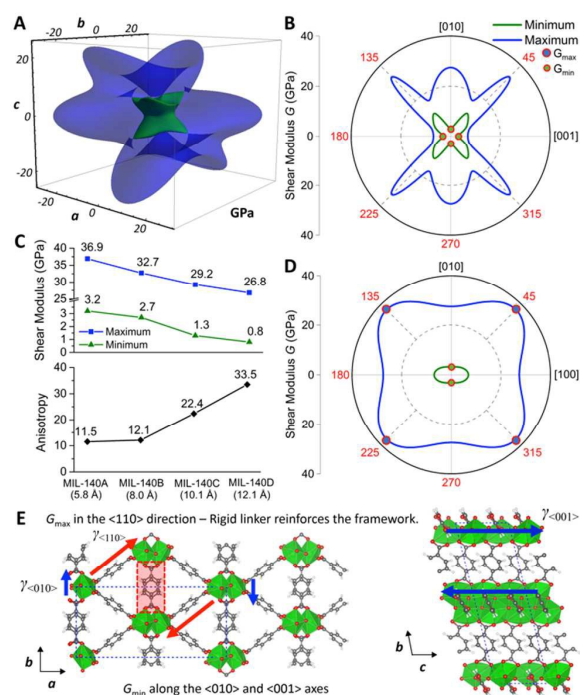 A
b
20
0
-20
c
-20
0
20
a
-20
0
20
GPa
B
[010]
Minimum
Maximum
Gmax
Gmin
135
45
40
20
0
20
40
Shear Modulus G (GPa)
180
[001]
225
315
270
C
Shear Modulus (GPa)
40
35
30
25
3
2
1
0
36.9
32.7
29.2
26.8
3.2
2.7
1.3
0.8
Maximum
Minimum
Anisotropy
40
30
20
10
0
11.5
12.1
22.4
33.5
MIL-140A
(5.8 Å)
MIL-140B
(8.0 Å)
MIL-140C
(10.1 Å)
MIL-140D
(12.1 Å)
D
[010]
135
45
40
20
0
20
40
Shear Modulus G (GPa)
180
[100]
225
315
270
E
Gmax in the <110> direction – Rigid linker reinforces the framework.
γ<110>
γ<010>
γ<001>
b
a
b
c
Gmin along the <010> and <001> axes